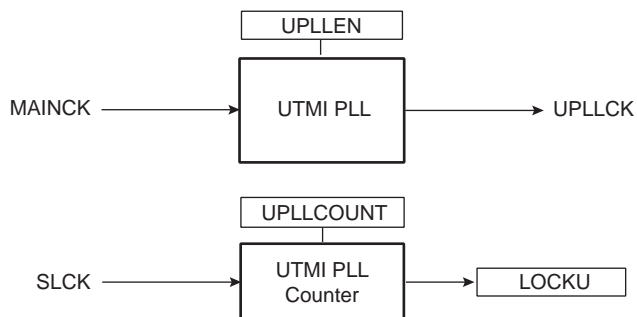 UPLLEN
MAINCK
UTMI PLL
UPLLCK
UPLLCOUNT
SLCK
UTMI PLL
Counter
LOCKU